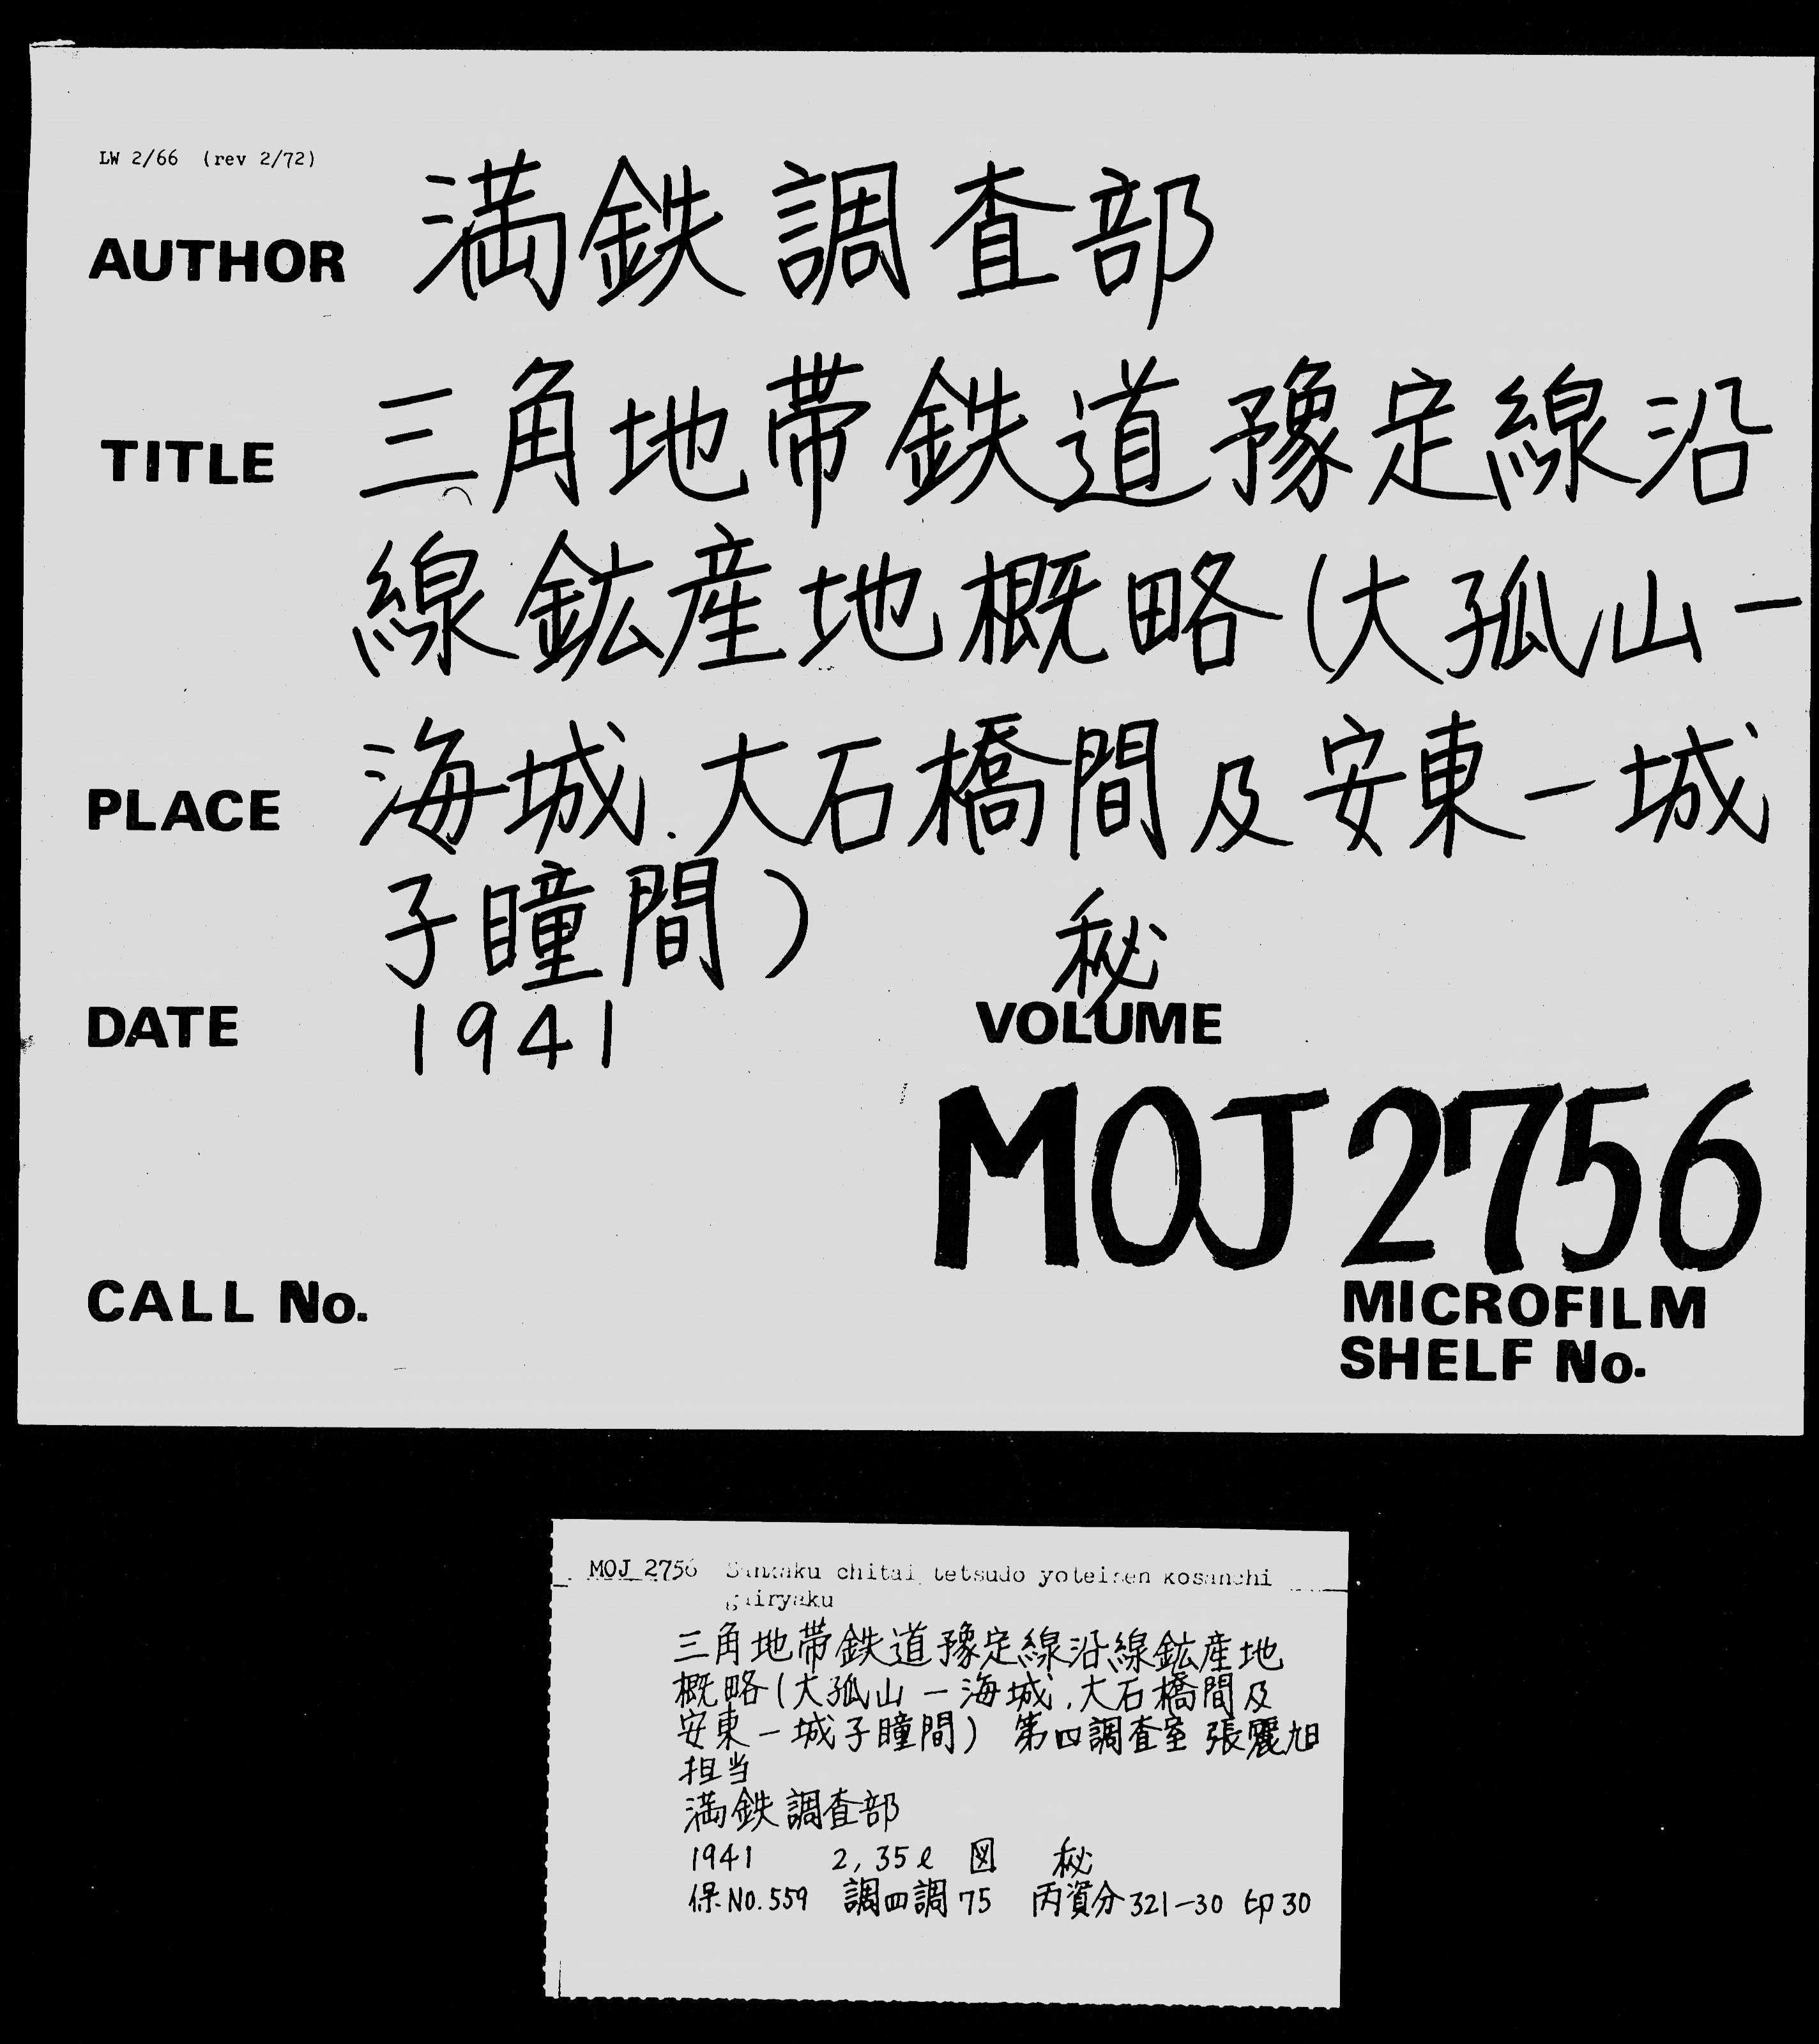 LW 2/66 (rev 2/72)
AUTHOR 満鉄調査部
TITLE 三角地帯鉄道豫定線沿
線鉱産地概略(大孤山一
PLACE 海城.大石橋間及安東一城
子瞳間)
秘
DATE 1941 VOLUME
MOJ 2756
CALL No. MICROFILM
SHELF No.
MOJ 2756 Sankaku chitai tetsudo yoteisen kosanchi
gairyaku
三角地帯鉄道豫定線沿線鉱産地
概略(大孤山一海城.大石橋間及
安東一城子瞳間) 第四調査室 張麗旭
担当
満鉄調査部
1941 2, 35ℓ 図 秘
保No.559 調四調75 丙資分321-30 印30